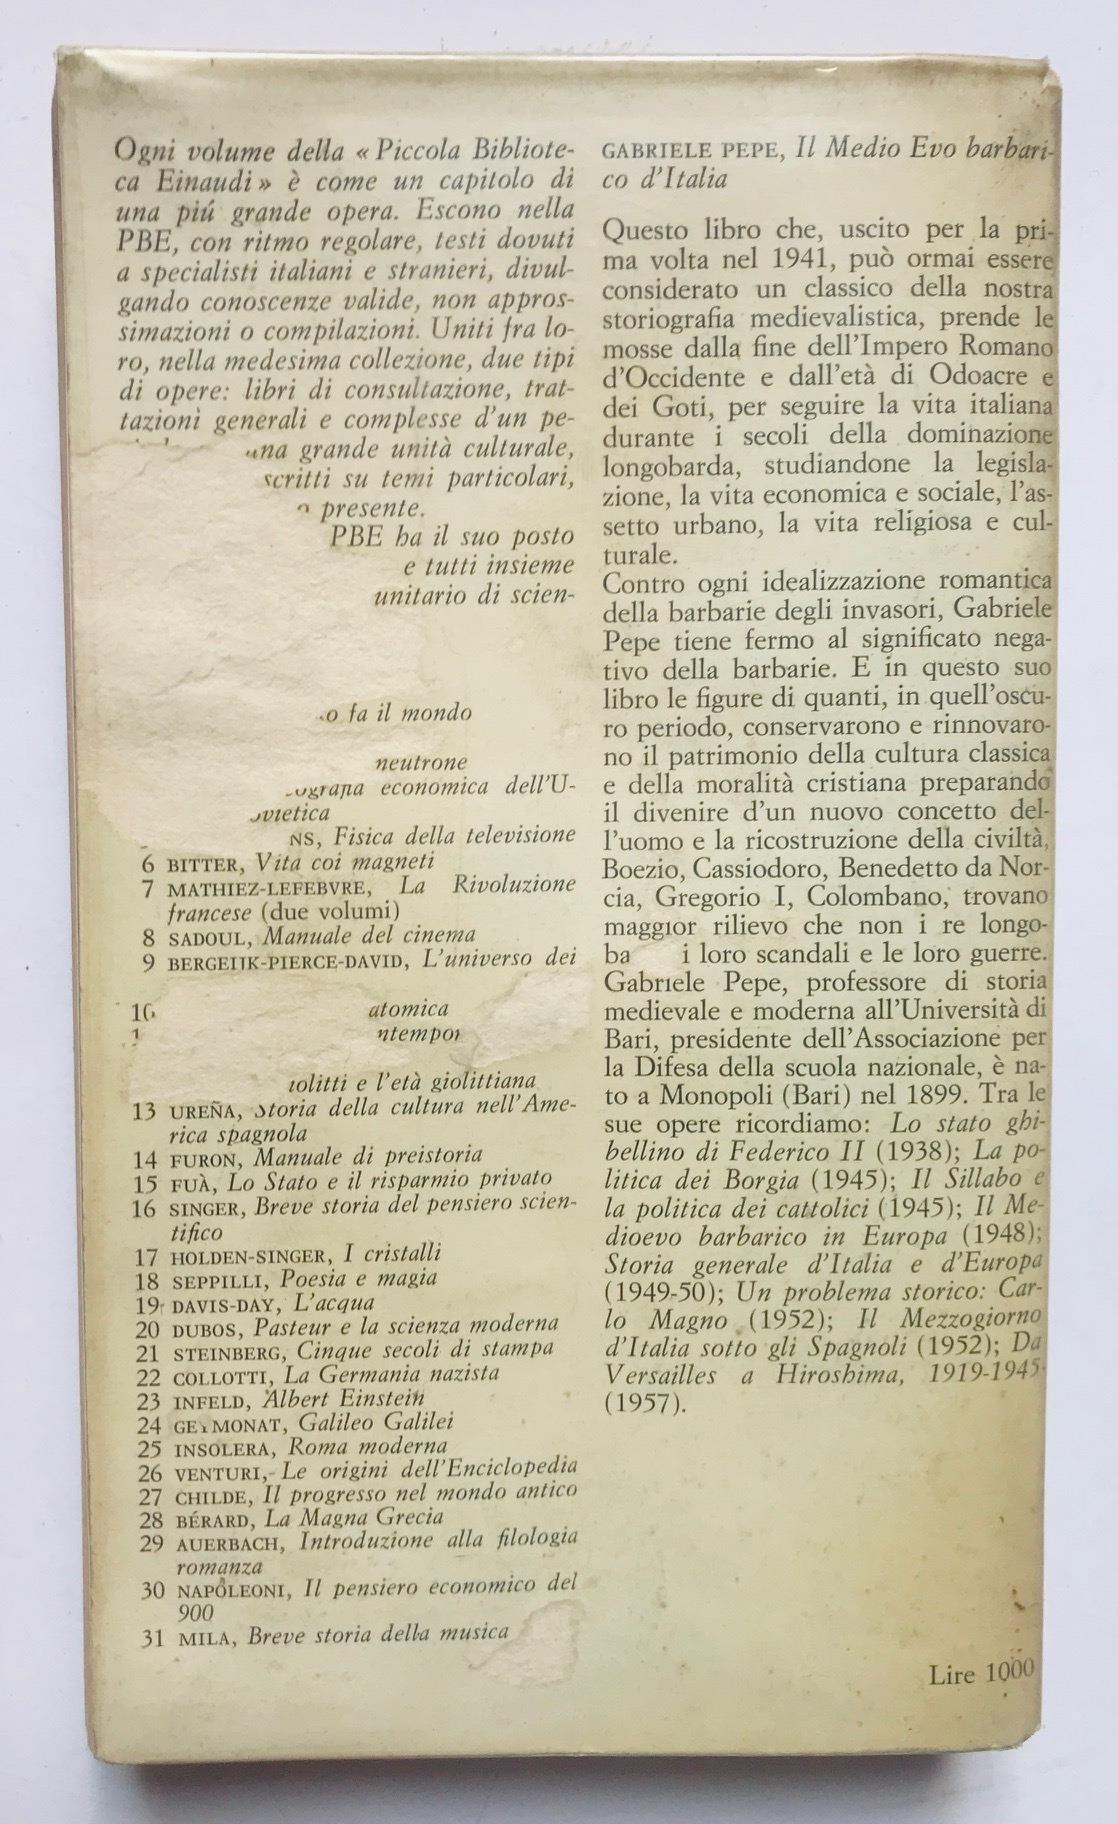 Ogni volume della « Piccola Bibliote-
ca Einaudi » è come un capitolo di
una piú grande opera. Escono nella
PBE, con ritmo regolare, testi dovuti
a specialisti italiani e stranieri, divul-
gando conoscenze valide, non appros-
simazioni o compilazioni. Uniti fra lo-
ro, nella medesima collezione, due tipi
di opere: libri di consultazione, trat-
tazioni generali e complesse d'un pe-
una grande unità culturale,
scritti su temi particolari,
presente.
PBE ha il suo posto
e tutti insieme
unitario di scien-
fa il mondo
neutrone
economica dell'U-
NS, Fisica della televisione
6 BITTER, Vita coi magneti
7 MATHIEZ-LEFEBVRE, La Rivoluzione
francese (due volumi)
8 SADOUL, Manuale del cinema
9 BERGEIJK-PIERCE-DAVID, L'universo dei
10 atomica
ntempor
iolitti e l'età giolittiana
13 UREÑA, Storia della cultura nell'Ame-
rica spagnola
14 FURON, Manuale di preistoria
15 FUÀ, Lo Stato e il risparmio privato
16 SINGER, Breve storia del pensiero scien-
tifico
17 HOLDEN-SINGER, I cristalli
18 SEPPILLI, Poesia e magia
19 DAVIS-DAY, L'acqua
20 DUBOS, Pasteur e la scienza moderna
21 STEINBERG, Cinque secoli di stampa
22 COLLOTTI, La Germania nazista
23 INFELD, Albert Einstein
24 GEYMONAT, Galileo Galilei
25 INSOLERA, Roma moderna
26 VENTURI, Le origini dell'Enciclopedia
27 CHILDE, Il progresso nel mondo antico
28 BÉRARD, La Magna Grecia
29 AUERBACH, Introduzione alla filologia
romanza
30 NAPOLEONI, Il pensiero economico del
900
31 MILA, Breve storia della musica
GABRIELE PEPE, Il Medio Evo barbari-
co d'Italia
Questo libro che, uscito per la pri-
ma volta nel 1941, può ormai essere
considerato un classico della nostra
storiografia medievalistica, prende le
mosse dalla fine dell'Impero Romano
d'Occidente e dall'età di Odoacre e
dei Goti, per seguire la vita italiana
durante i secoli della dominazione
longobarda, studiandone la legisla-
zione, la vita economica e sociale, l'as-
setto urbano, la vita religiosa e cul-
turale.
Contro ogni idealizzazione romantica
della barbarie degli invasori, Gabriele
Pepe tiene fermo al significato nega-
tivo della barbarie. E in questo suo
libro le figure di quanti, in quell'oscu-
ro periodo, conservarono e rinnovaro-
no il patrimonio della cultura classica
e della moralità cristiana preparando
il divenire d'un nuovo concetto del-
l'uomo e la ricostruzione della civiltà,
Boezio, Cassiodoro, Benedetto da Nor-
cia, Gregorio I, Colombano, trovano
maggior rilievo che non i re longo-
ba i loro scandali e le loro guerre.
Gabriele Pepe, professore di storia
medievale e moderna all'Università di
Bari, presidente dell'Associazione per
la Difesa della scuola nazionale, è na-
to a Monopoli (Bari) nel 1899. Tra le
sue opere ricordiamo: Lo stato ghi-
bellino di Federico II (1938); La po-
litica dei Borgia (1945); Il Sillabo e
la politica dei cattolici (1945); Il Me-
dioevo barbarico in Europa (1948);
Storia generale d'Italia e d'Europa
(1949-50); Un problema storico: Car-
lo Magno (1952); Il Mezzogiorno
d'Italia sotto gli Spagnoli (1952); Da
Versailles a Hiroshima, 1919-1945
(1957).
Lire 1000